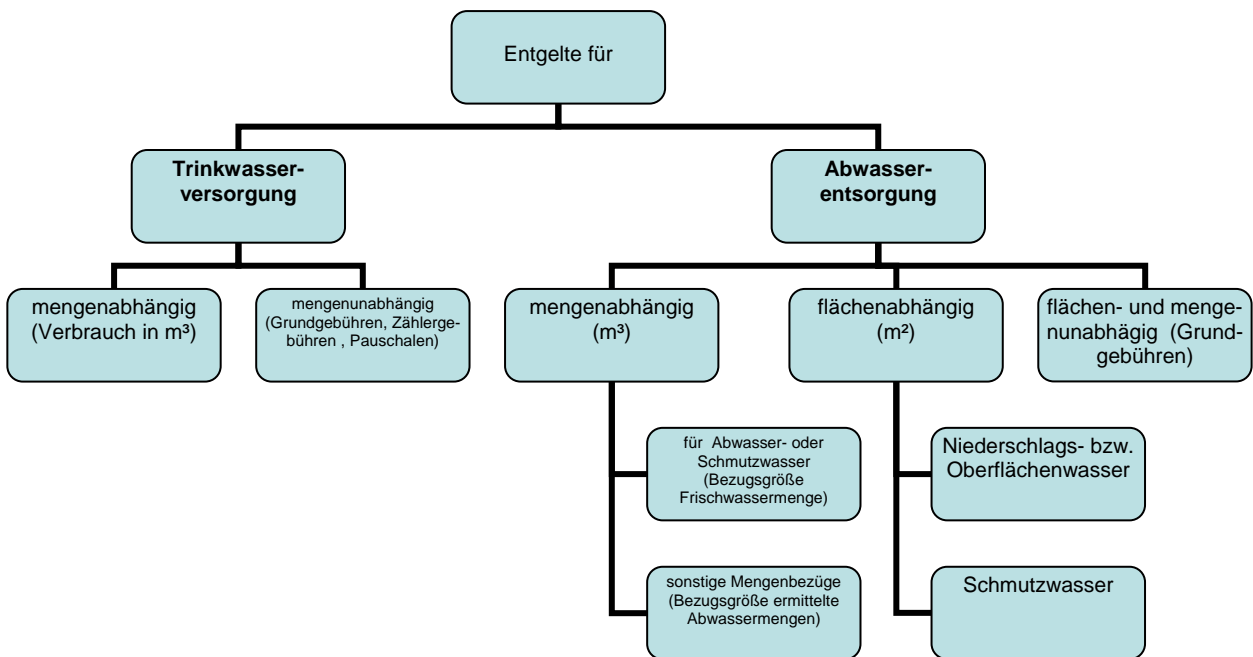 Entgelte für
Trinkwasser-
versorgung
Abwasser-
entsorgung
mengenabhängig
(Verbrauch in m³)
mengenunabhängig
(Grundgebühren, Zählerge-
bühren , Pauschalen)
mengenabhängig
(m³)
flächenabhängig
(m²)
flächen- und menge-
nunabhägig (Grund-
gebühren)
für Abwasser- oder
Schmutzwasser
(Bezugsgröße
Frischwassermenge)
Niederschlags- bzw.
Oberflächenwasser
sonstige Mengenbezüge
(Bezugsgröße ermittelte
Abwassermengen)
Schmutzwasser